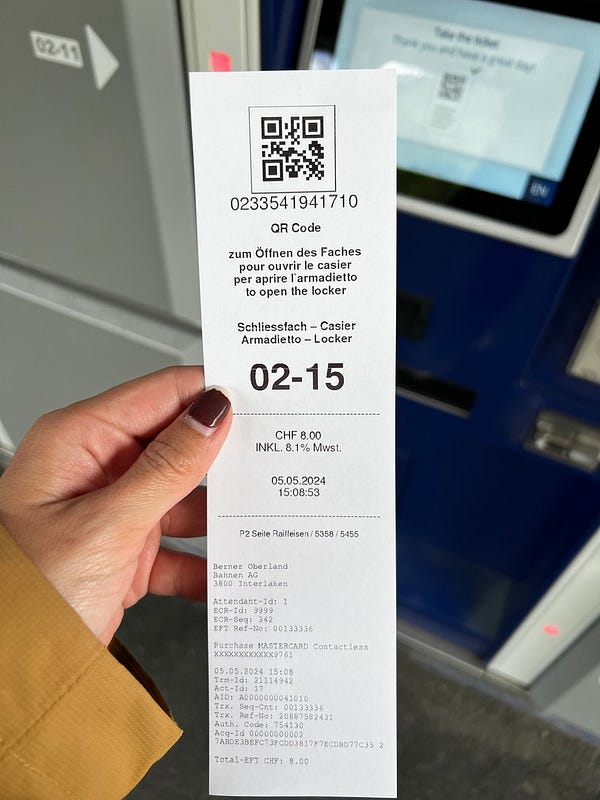 02-11
Take the ticket
Thank you and have a great day!
0233541941710
QR Code
zum Öffnen des Faches
pour ouvrir le casier
per aprire l'armadietto
to open the locker
Schliessfach – Casier
Armadietto – Locker
02-15
CHF 8.00
INKL. 8.1% Mwst.
05.05.2024
15:08:53
P2 Seite Raiffeisen / 5358 / 5455
Berner Oberland
Bahnen AG
3800 Interlaken
Attendant-Id: 1
ECR-Id: 9999
ECR-Seq: 342
EFT Ref-No: 00133336
Purchase MASTERCARD Contactless
XXXXXXXXXXXX9761
05.05.2024 15:08
Trm-Id: 21114942
Act-Id: 17
AID: A0000000041010
Trx. Seq-Cnt: 00133336
Trx. Ref-No: 20887582431
Auth. Code: 754130
Acq-Id 00000000002
7ABDE3BEFC73FCDD3817F7ECDBD77C35 2
Total-EFT CHF: 8.00